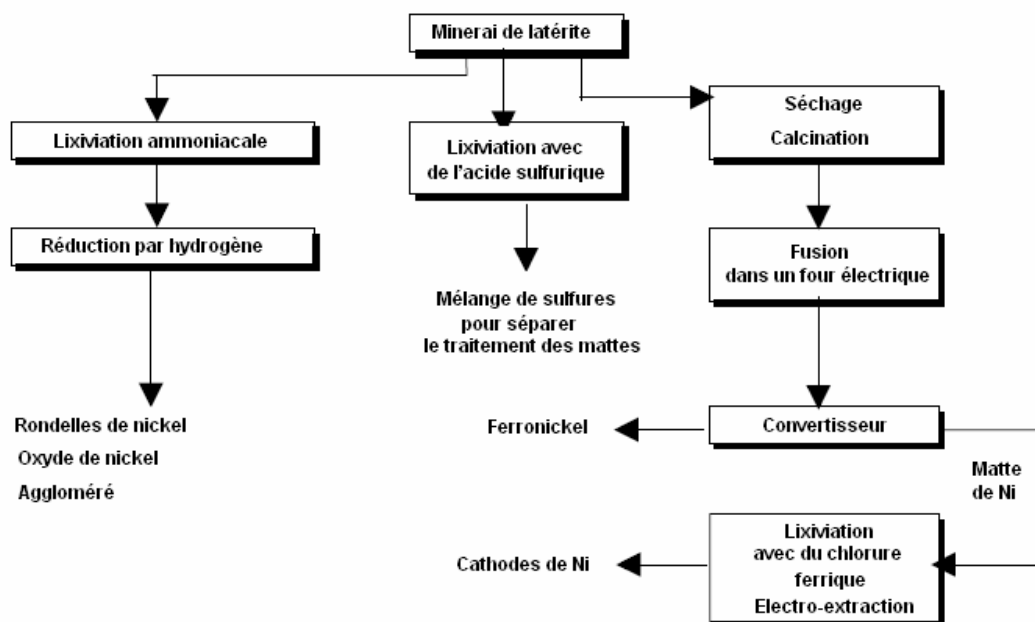 Minerai de latérite
Lixiviation ammoniacale
Réduction par hydrogène
Rondelles de nickel
Oxyde de nickel
Aggloméré
Lixiviation avec
de l'acide sulfurique
Mélange de sulfures
pour séparer
le traitement des mattes
Séchage
Calcination
Fusion
dans un four électrique
Convertisseur
Ferronickel
Matte
de Ni
Lixiviation
avec du chlorure
ferrique
Electro-extraction
Cathodes de Ni